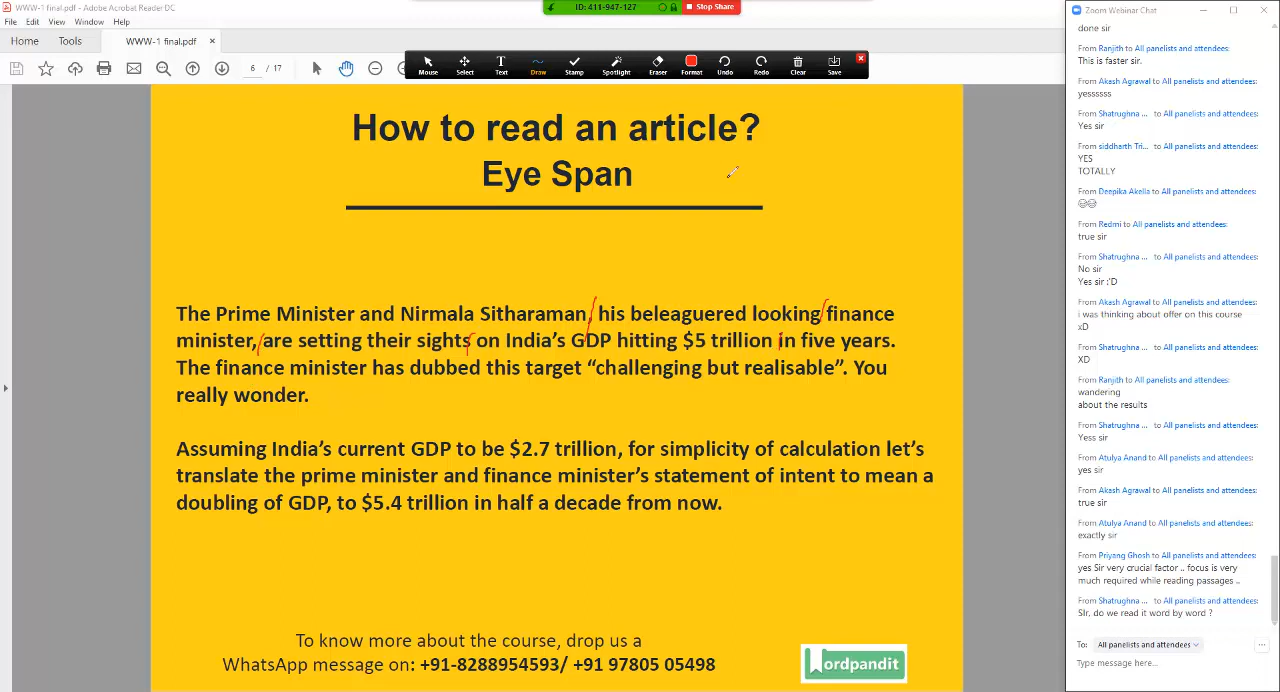 WWW-1 final.pdf - Adobe Acrobat Reader DC
File Edit View Window Help
Home Tools WWW-1 final.pdf ×
6 / 17
ID: 411-947-127 Stop Share
Mouse Select Text Draw Stamp Spotlight Eraser Format Undo Redo Clear Save
How to read an article?
Eye Span
The Prime Minister and Nirmala Sitharaman, his beleaguered looking finance
minister, are setting their sights on India's GDP hitting $5 trillion in five years.
The finance minister has dubbed this target “challenging but realisable”. You
really wonder.
Assuming India's current GDP to be $2.7 trillion, for simplicity of calculation let's
translate the prime minister and finance minister's statement of intent to mean a
doubling of GDP, to $5.4 trillion in half a decade from now.
To know more about the course, drop us a
WhatsApp message on: +91-8288954593/ +91 97805 05498
Wordpandit
Zoom Webinar Chat
done sir
From Ranjith to All panelists and attendees:
This is faster sir.
From Akash Agrawal to All panelists and attendees:
yessssss
From Shatrughna ... to All panelists and attendees:
Yes sir
From siddharth Tri... to All panelists and attendees:
YES
TOTALLY
From Deepika Akella to All panelists and attendees:
From Redmi to All panelists and attendees:
true sir
From Shatrughna ... to All panelists and attendees:
No sir
Yes sir :'D
From Akash Agrawal to All panelists and attendees:
i was thinking about offer on this course
xD
From Shatrughna ... to All panelists and attendees:
XD
From Ranjith to All panelists and attendees:
wandering
about the results
From Shatrughna ... to All panelists and attendees:
Yess sir
From Atulya Anand to All panelists and attendees:
yes sir
From Akash Agrawal to All panelists and attendees:
true sir
From Atulya Anand to All panelists and attendees:
exactly sir
From Priyang Ghosh to All panelists and attendees:
yes Sir very crucial factor .. focus is very
much required while reading passages ..
From Shatrughna ... to All panelists and attendees:
SIr, do we read it word by word ?
To: All panelists and attendees ...
Type message here...